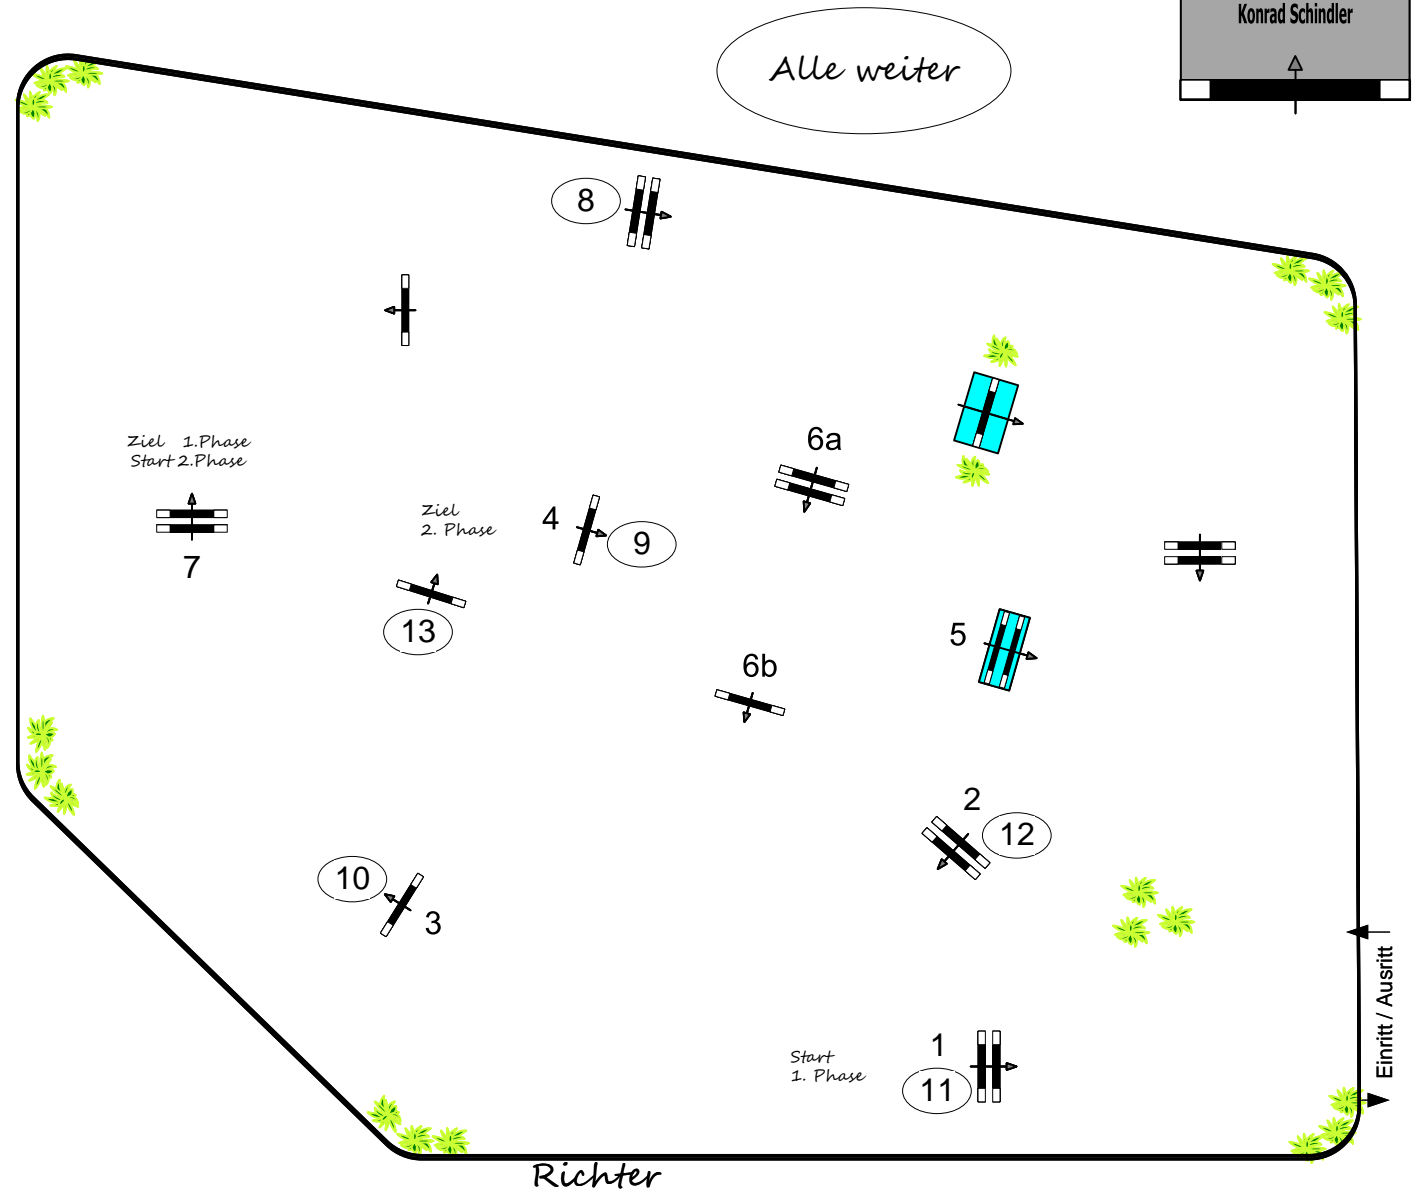 Konrad Schindler
Alle weiter
8
Ziel 1.Phase
Start 2.Phase
6a
Ziel
2. Phase
4
9
7
13
5
6b
2
12
10
3
Einritt / Ausritt
Start
1. Phase
1
11
Richter